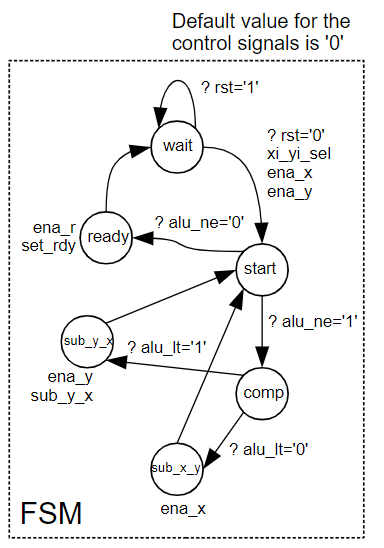 Default value for the
control signals is '0'
? rst='1'
wait
? rst='0'
xi_yi_sel
ena_x
ena_y
ena_r
set_rdy
ready
? alu_ne='0'
start
? alu_ne='1'
sub_y_x
? alu_lt='1'
ena_y
sub_y_x
comp
? alu_lt='0'
sub_x_y
ena_x
FSM